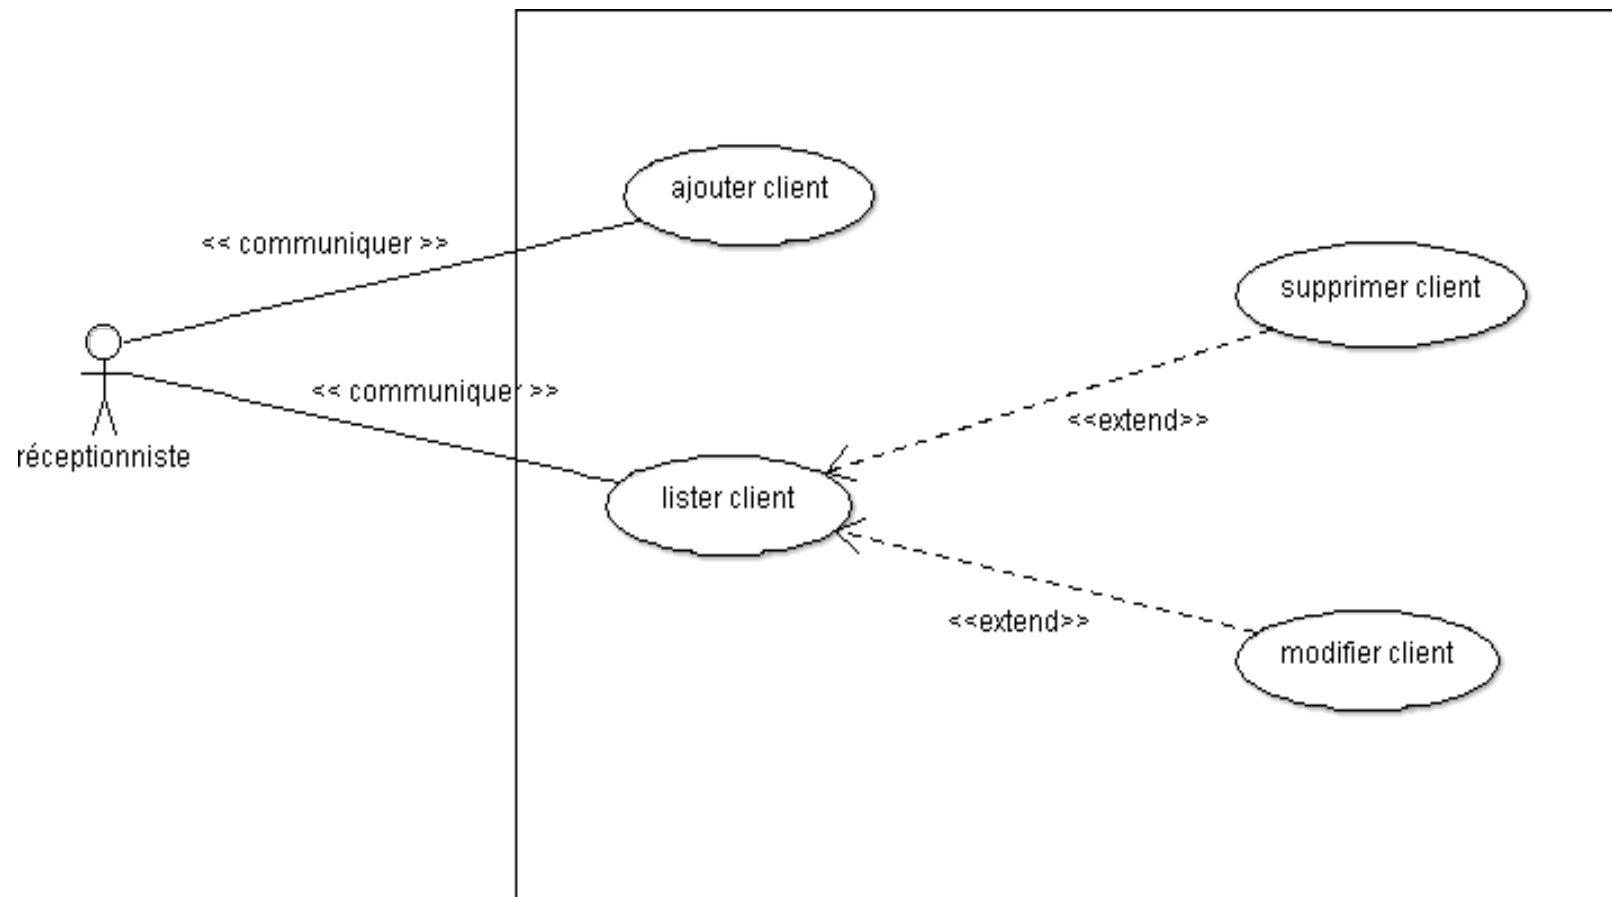 ajouter client
<< communiquer >>
supprimer client
<< communiquer >>
<<extend>>
réceptionniste
lister client
<<extend>>
modifier client